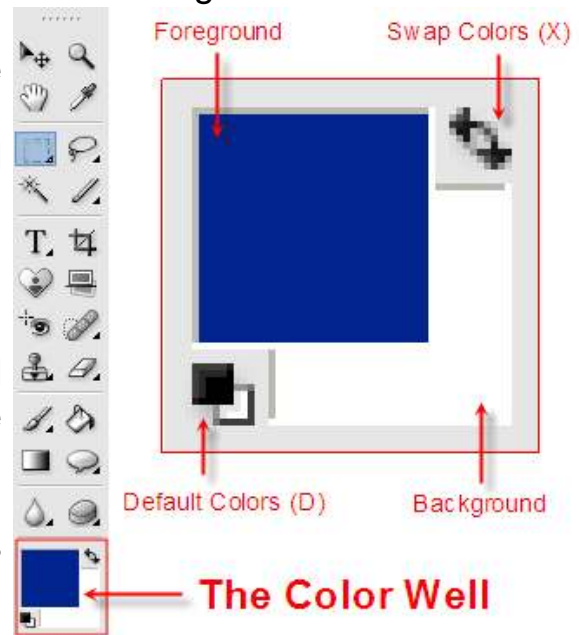 Foreground
Swap Colors (X)
T
Default Colors (D)
Background
The Color Well